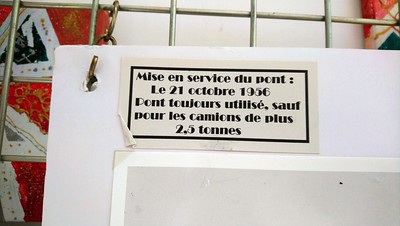 Mise en service du pont :
Le 21 octobre 1956
Pont toujours utilisé, sauf
pour les camions de plus
2,5 tonnes